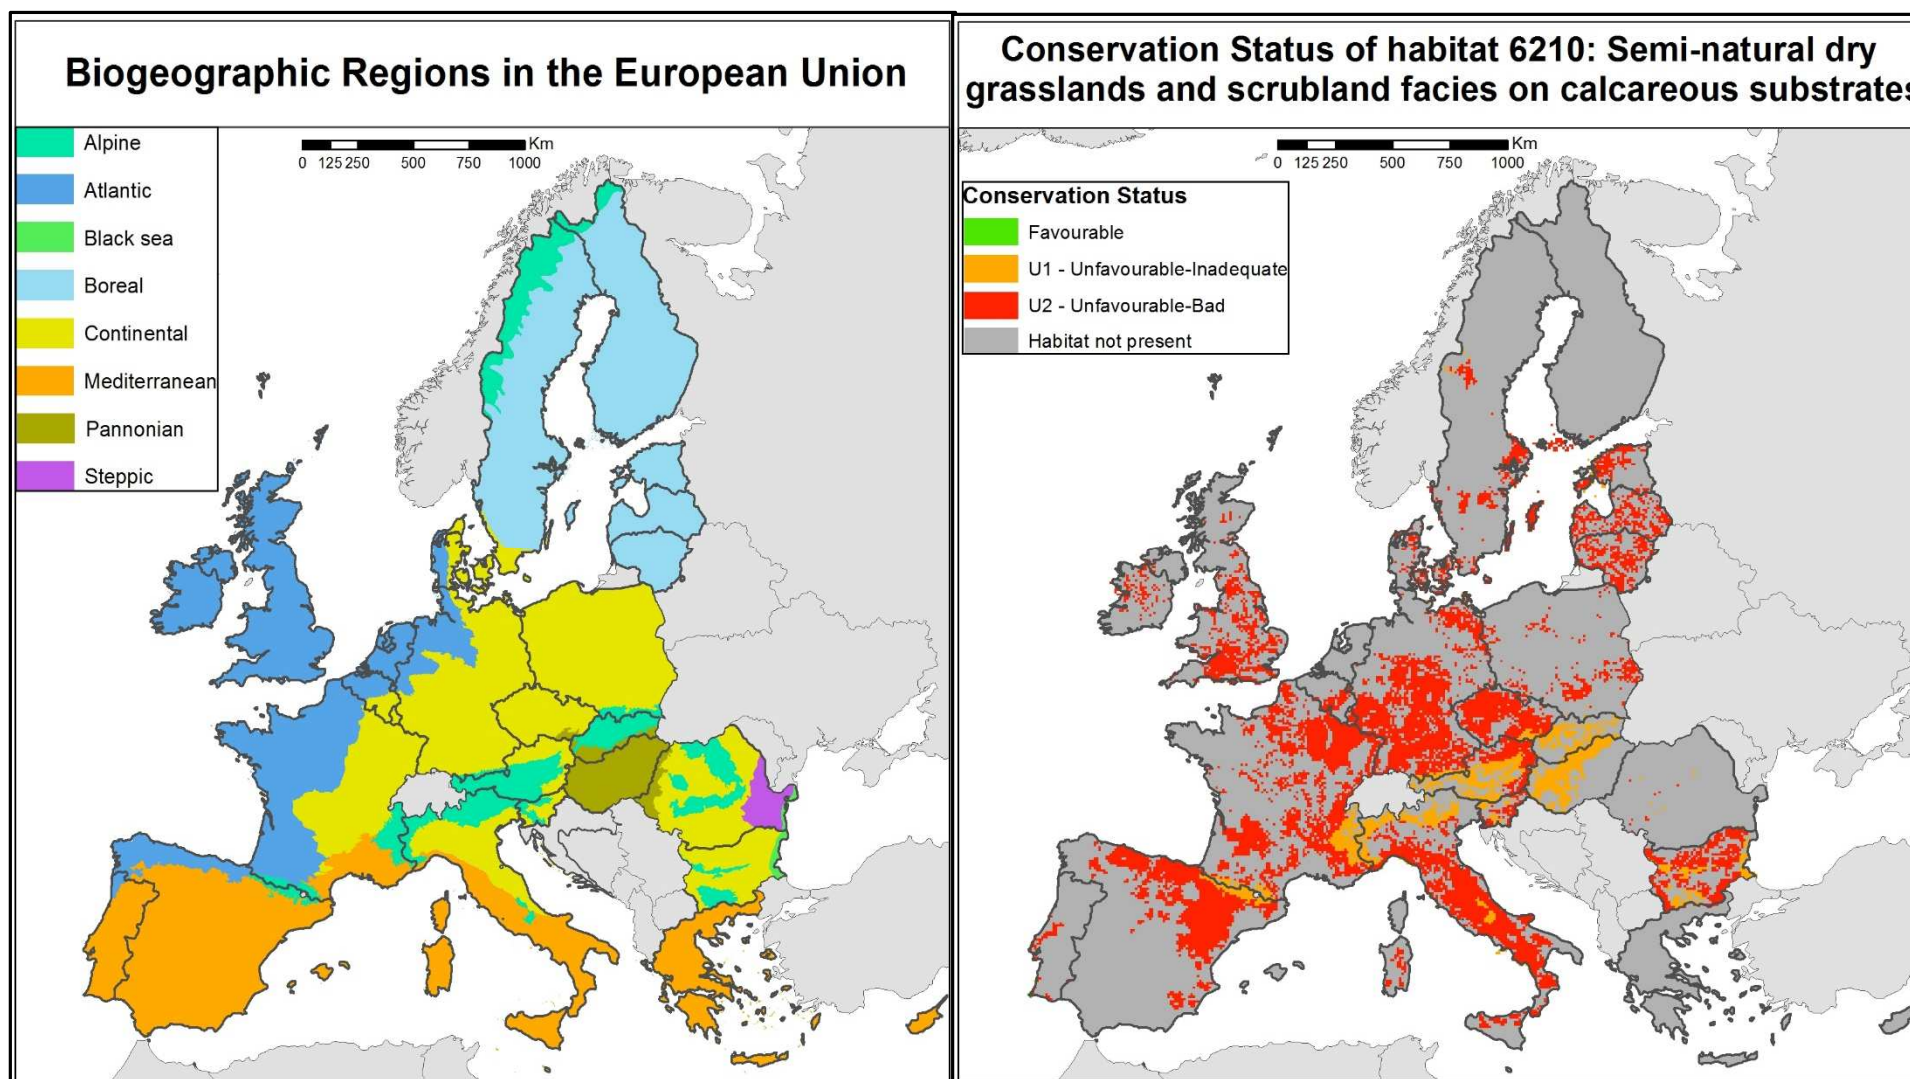 Biogeographic Regions in the European Union
Alpine
Atlantic
Black sea
Boreal
Continental
Mediterranean
Pannonian
Steppic
Km
0 125 250 500 750 1000
Conservation Status of habitat 6210: Semi-natural dry
grasslands and scrubland facies on calcareous substrates
Km
0 125 250 500 750 1000
Conservation Status
Favourable
U1 - Unfavourable-Inadequate
U2 - Unfavourable-Bad
Habitat not present